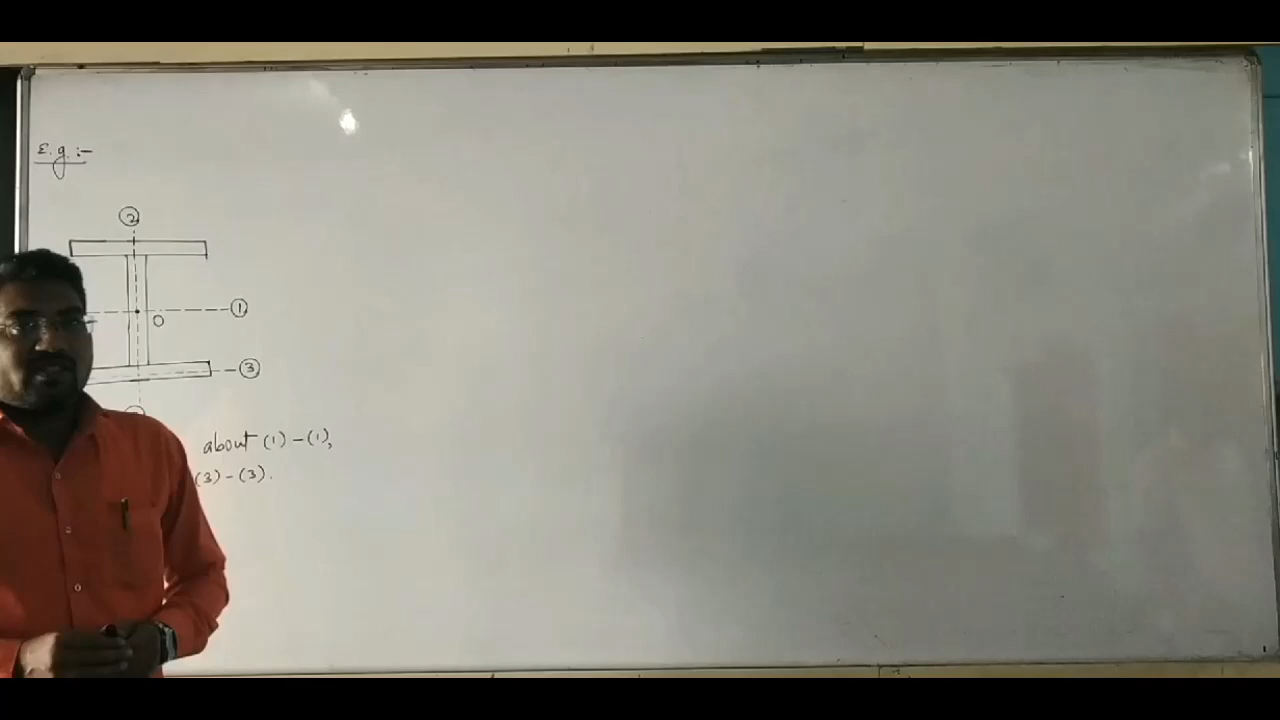 E.g.:-
2
1
O
3
about (1)-(1),
(3)-(3).